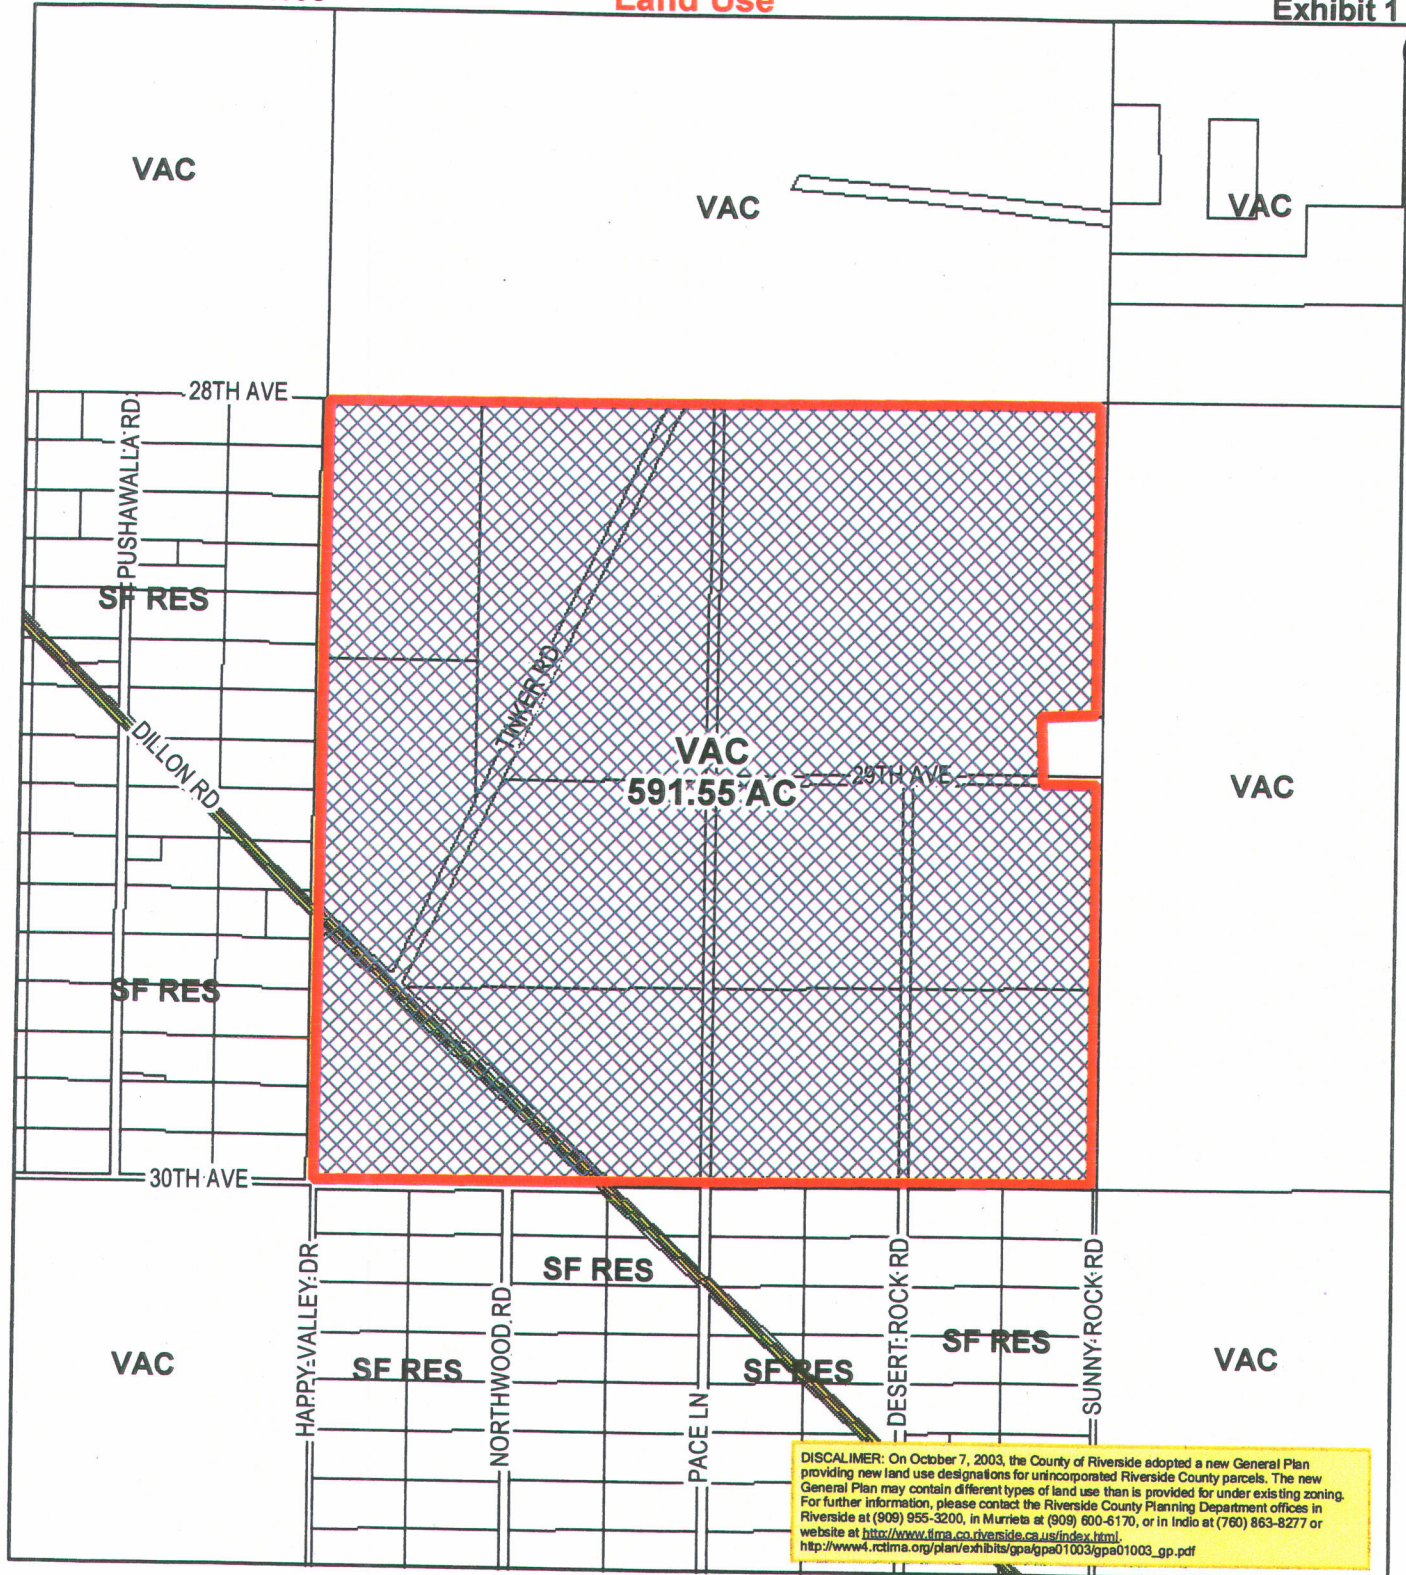 Land Use
Exhibit 1
VAC
VAC
VAC
28TH AVE
PUSHAWALLA RD
SF RES
TINKER RD
DILLON RD
VAC
591.55 AC
29TH AVE
VAC
SF RES
30TH AVE
HAPPY VALLEY DR
NORTHWOOD RD
PACE LN
DESERT ROCK RD
SUNNY ROCK RD
SF RES
SF RES
VAC
SF RES
SF RES
VAC
DISCALIMER: On October 7, 2003, the County of Riverside adopted a new General Plan
providing new land use designations for unincorporated Riverside County parcels. The new
General Plan may contain different types of land use than is provided for under existing zoning.
For further information, please contact the Riverside County Planning Department offices in
Riverside at (909) 955-3200, in Murrieta at (909) 600-6170, or in Indio at (760) 863-8277 or
website at http://www.tlma.co.riverside.ca.us/index.html.
http://www4.rctlma.org/plan/exhibits/gpa/gpa01003/gpa01003_gp.pdf